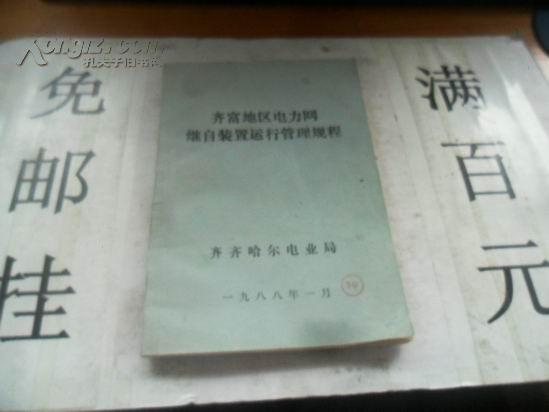 孔夫子旧书网
齐富地区电力网
继自装置运行管理规程
齐齐哈尔电业局
一九八八年一月
免邮挂
满百元